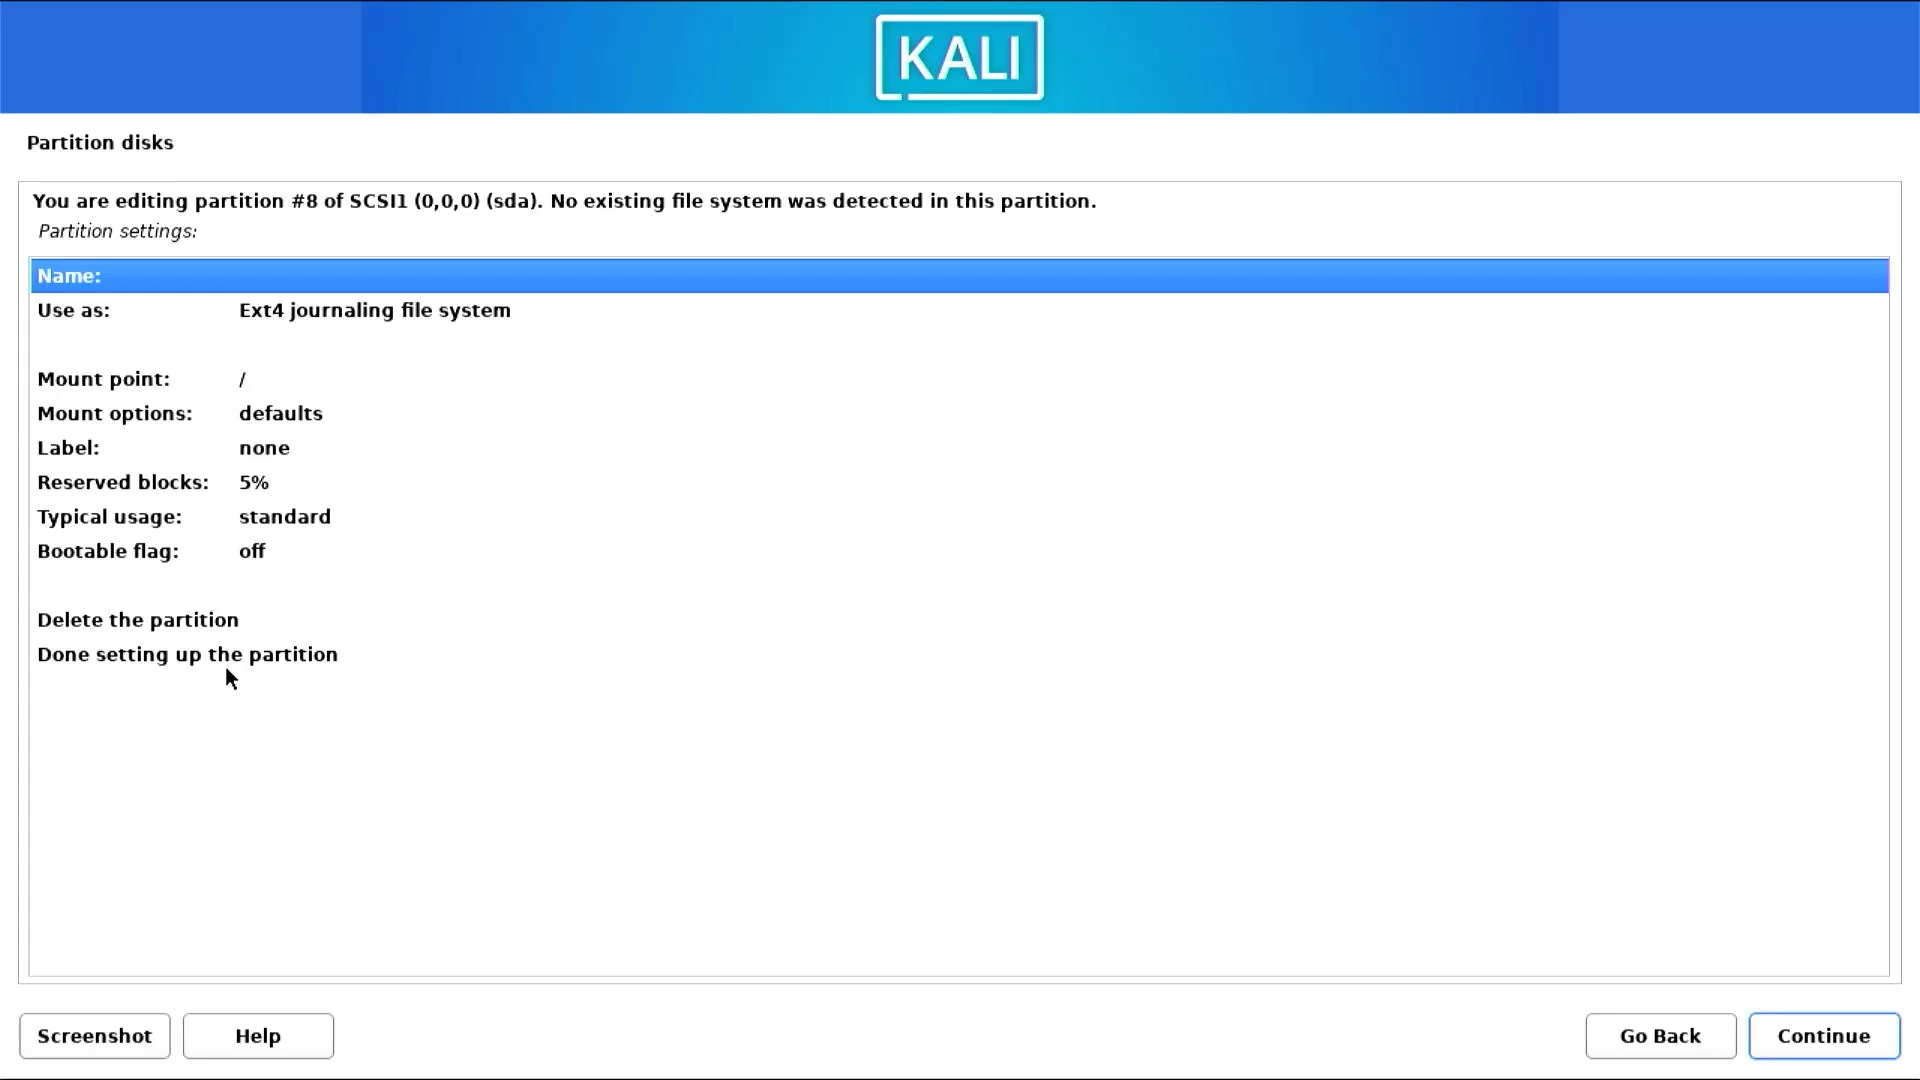 KALI
Partition disks
You are editing partition #8 of SCSI1 (0,0,0) (sda). No existing file system was detected in this partition.
Partition settings:
Name:
Use as: Ext4 journaling file system
Mount point: /
Mount options: defaults
Label: none
Reserved blocks: 5%
Typical usage: standard
Bootable flag: off
Delete the partition
Done setting up the partition
Screenshot Help Go Back Continue